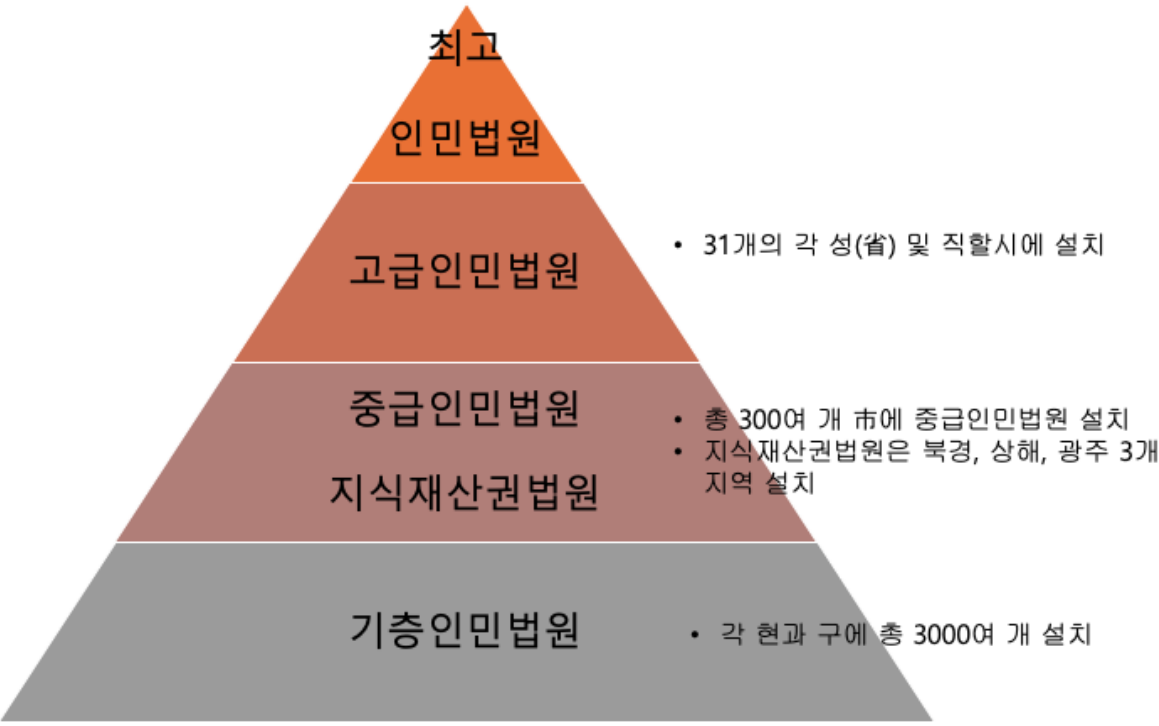 최고
인민법원
고급인민법원
• 31개의 각 성(省) 및 직할시에 설치
중급인민법원
지식재산권법원
• 총 300여 개 市에 중급인민법원 설치
• 지식재산권법원은 북경, 상해, 광주 3개
지역 설치
기층인민법원
• 각 현과 구에 총 3000여 개 설치